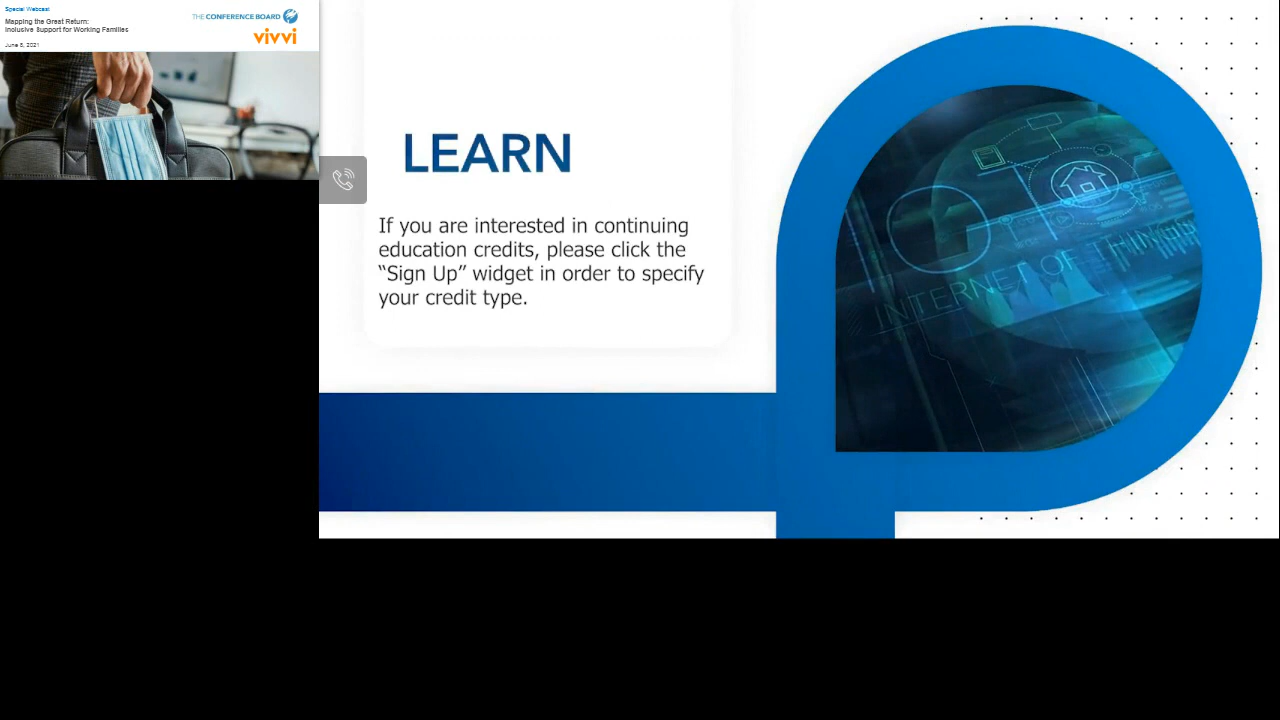 Special Webcast
Mapping the Great Return:
Inclusive Support for Working Families
June 8, 2021
THE CONFERENCE BOARD
vivvi
LEARN
If you are interested in continuing
education credits, please click the
“Sign Up” widget in order to specify
your credit type.
INTERNET OF THINGS